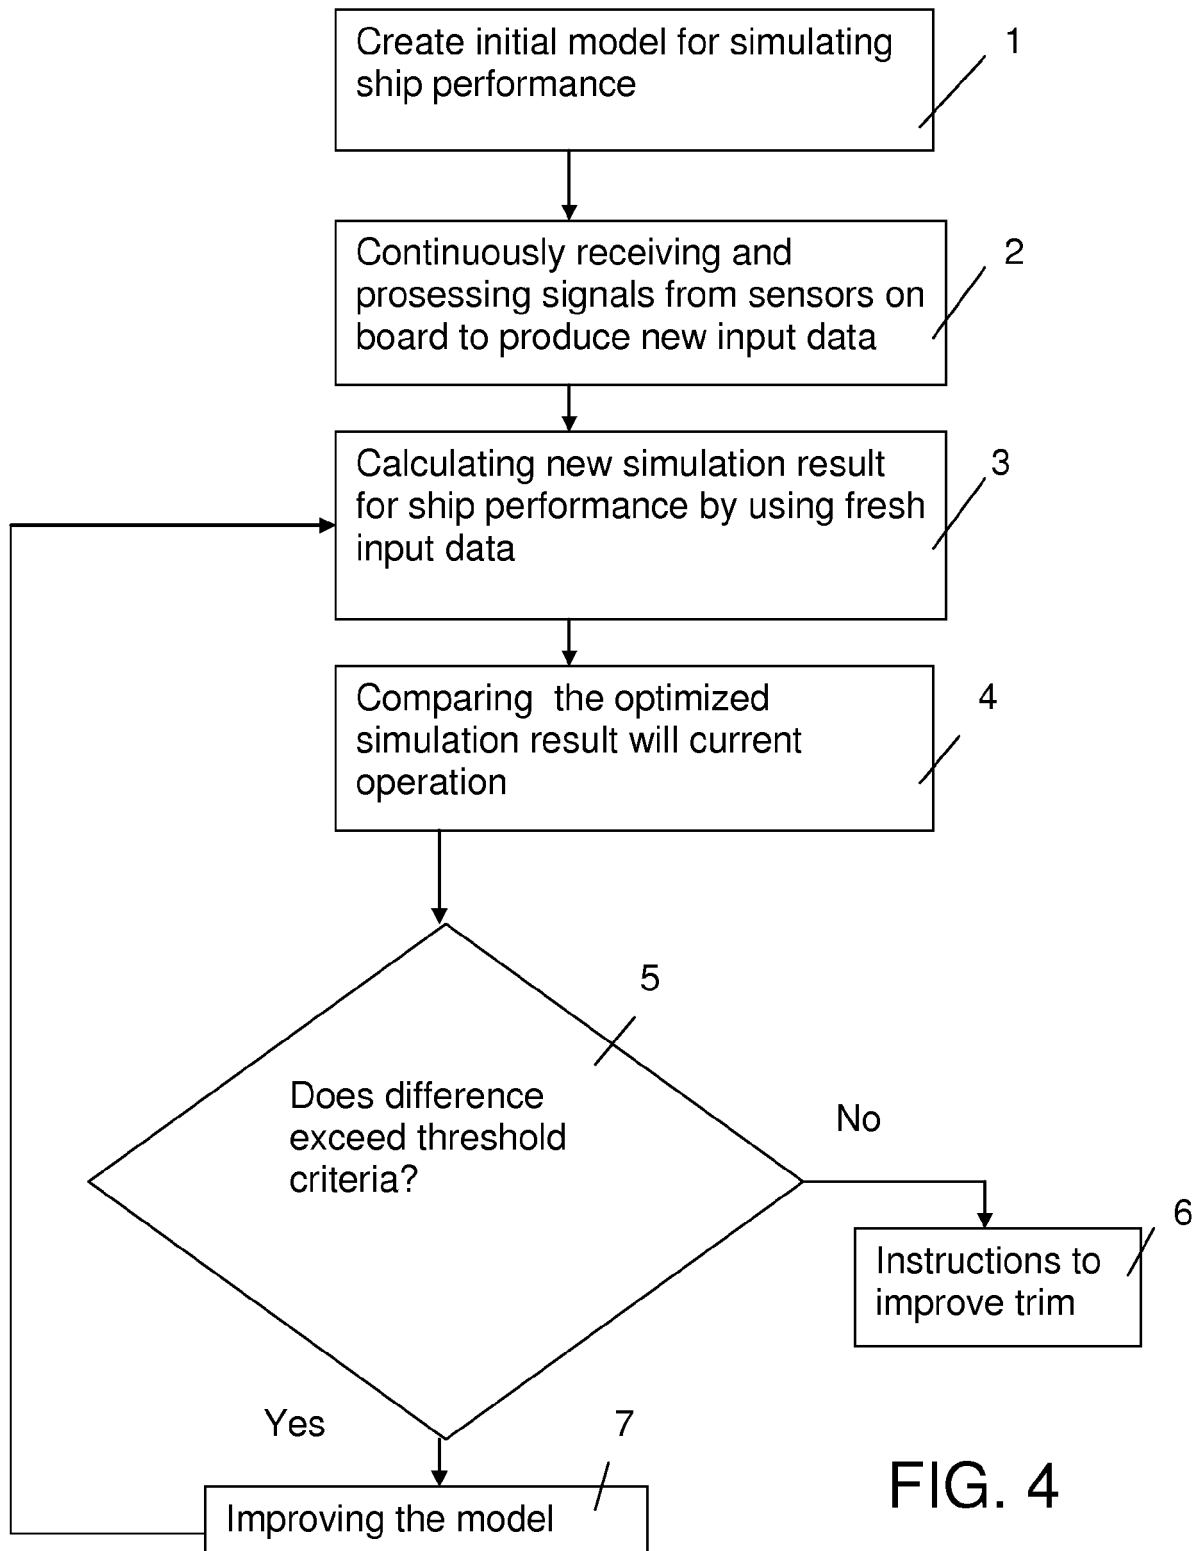 Create initial model for simulating
ship performance
1
Continuously receiving and
prosessing signals from sensors on
board to produce new input data
2
Calculating new simulation result
for ship performance by using fresh
input data
3
Comparing the optimized
simulation result will current
operation
4
5
Does difference
exceed threshold
criteria?
No
6
Instructions to
improve trim
Yes
7
Improving the model
FIG. 4